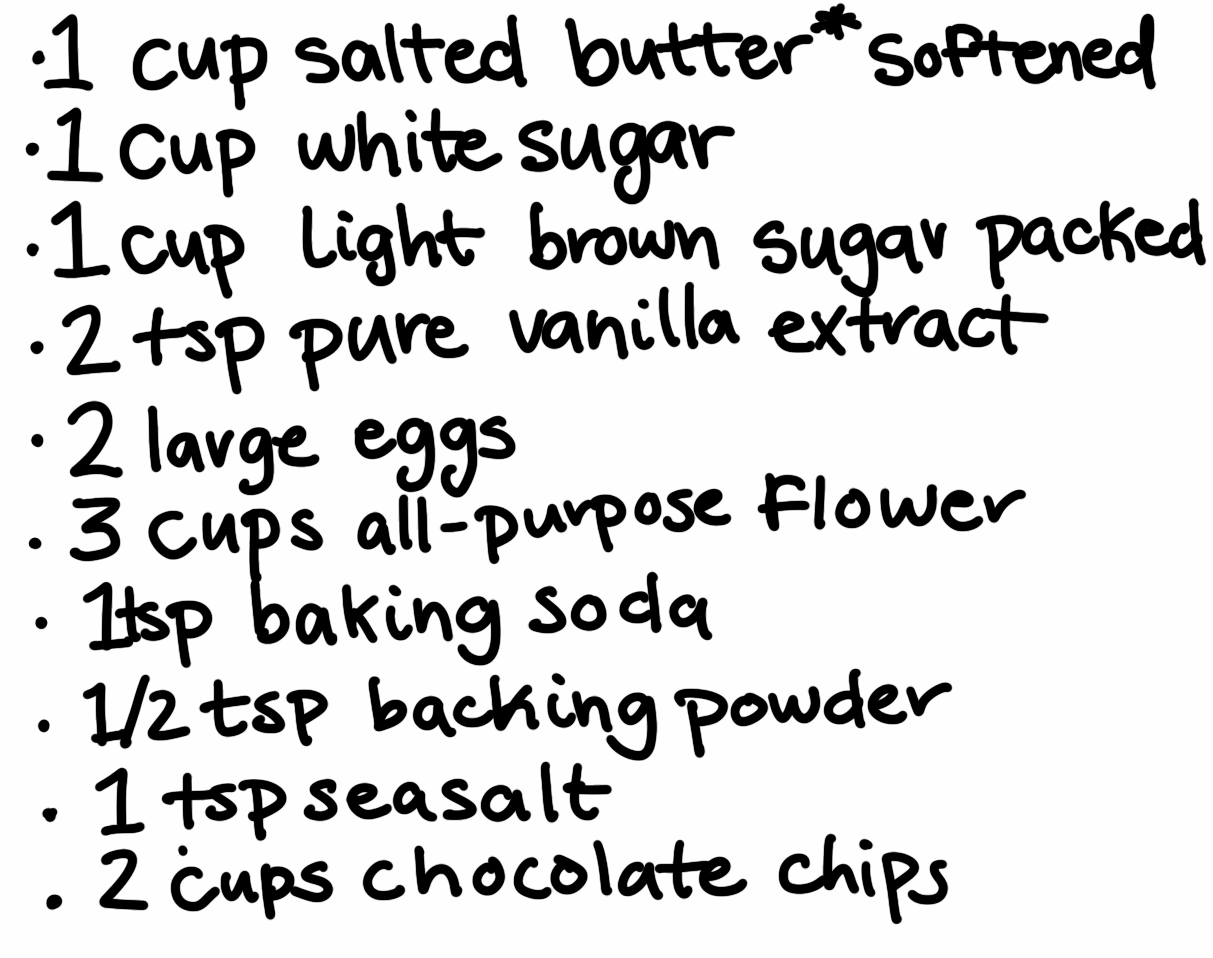 ·1 cup salted butter* softened
·1 cup white sugar
·1 cup light brown sugar packed
·2 tsp pure vanilla extract
·2 large eggs
·3 cups all-purpose flower
·1tsp baking soda
·1/2 tsp backing powder
·1 tsp seasalt
·2 cups chocolate chips